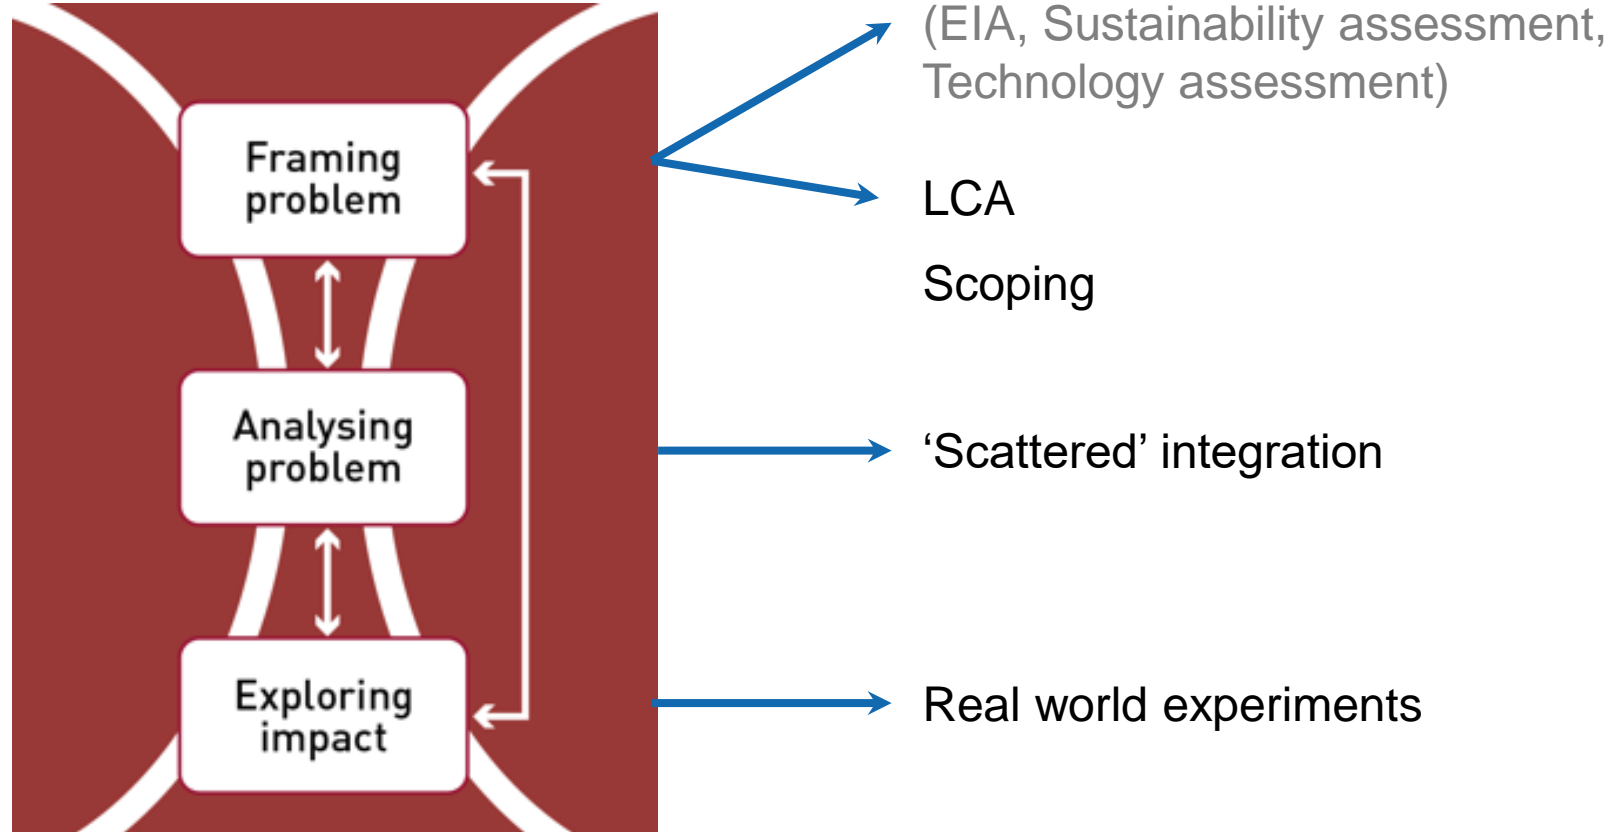 (EIA, Sustainability assessment,
Technology assessment)
Framing
problem
LCA
Scoping
Analysing
problem
‘Scattered’ integration
Exploring
impact
Real world experiments